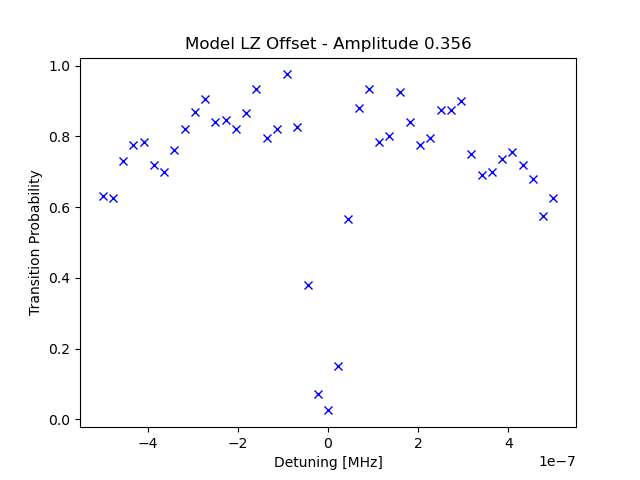 Model LZ Offset - Amplitude 0.356
Transition Probability
1.0
0.8
0.6
0.4
0.2
0.0
−4
−2
0
2
4
1e−7
Detuning [MHz]